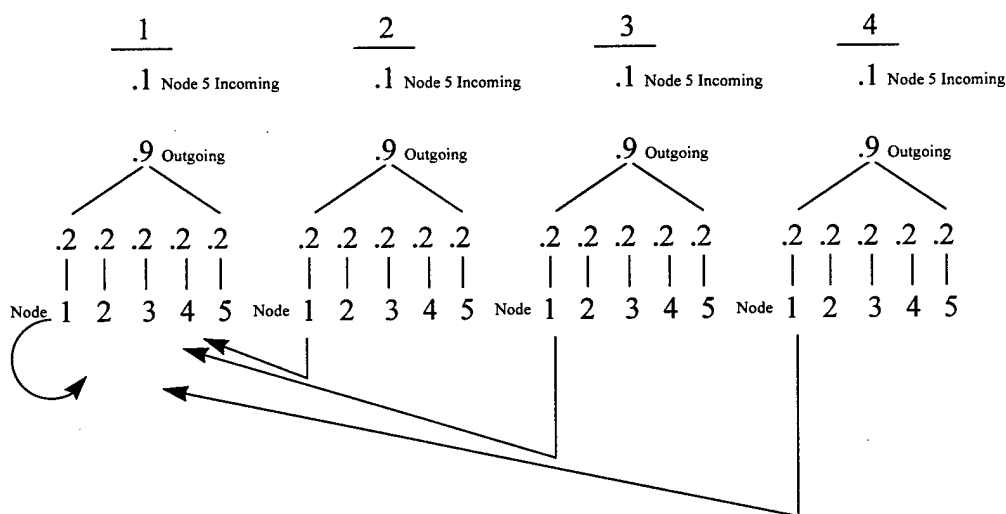 1 2 3 4
.1 Node 5 Incoming .1 Node 5 Incoming .1 Node 5 Incoming .1 Node 5 Incoming
.9 Outgoing .9 Outgoing .9 Outgoing .9 Outgoing
.2 .2 .2 .2 .2 .2 .2 .2 .2 .2 .2 .2 .2 .2 .2 .2 .2 .2 .2 .2
Node 1 2 3 4 5 Node 1 2 3 4 5 Node 1 2 3 4 5 Node 1 2 3 4 5